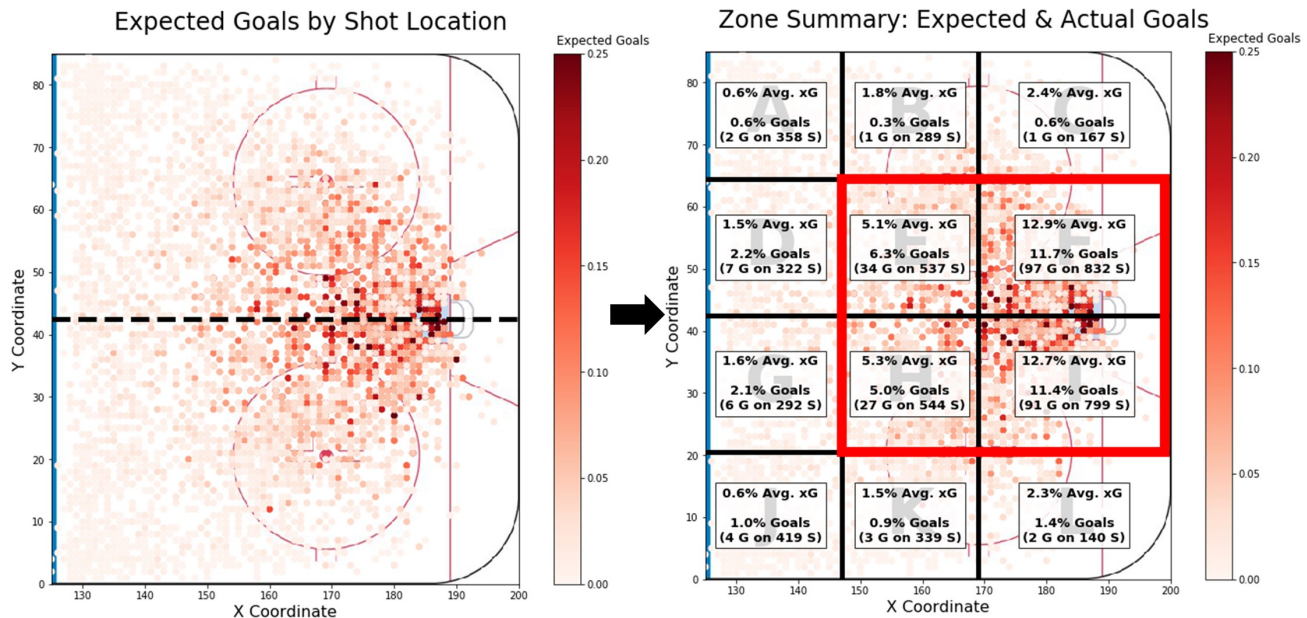 Expected Goals by Shot Location
Expected Goals
0.25
0.20
0.15
0.10
0.05
0.00
80
70
60
50
40
30
20
10
0
Y Coordinate
130
140
150
160
170
180
190
200
X Coordinate
Zone Summary: Expected & Actual Goals
Expected Goals
0.25
0.20
0.15
0.10
0.05
0.00
80
70
60
50
40
30
20
10
0
Y Coordinate
A
0.6% Avg. xG
0.6% Goals
(2 G on 358 S)
B
1.8% Avg. xG
0.3% Goals
(1 G on 289 S)
C
2.4% Avg. xG
0.6% Goals
(1 G on 167 S)
D
1.5% Avg. xG
2.2% Goals
(7 G on 322 S)
E
5.1% Avg. xG
6.3% Goals
(34 G on 537 S)
F
12.9% Avg. xG
11.7% Goals
(97 G on 832 S)
G
1.6% Avg. xG
2.1% Goals
(6 G on 292 S)
H
5.3% Avg. xG
5.0% Goals
(27 G on 544 S)
I
12.7% Avg. xG
11.4% Goals
(91 G on 799 S)
J
0.6% Avg. xG
1.0% Goals
(4 G on 419 S)
K
1.5% Avg. xG
0.9% Goals
(3 G on 339 S)
L
2.3% Avg. xG
1.4% Goals
(2 G on 140 S)
130
140
150
160
170
180
190
200
X Coordinate